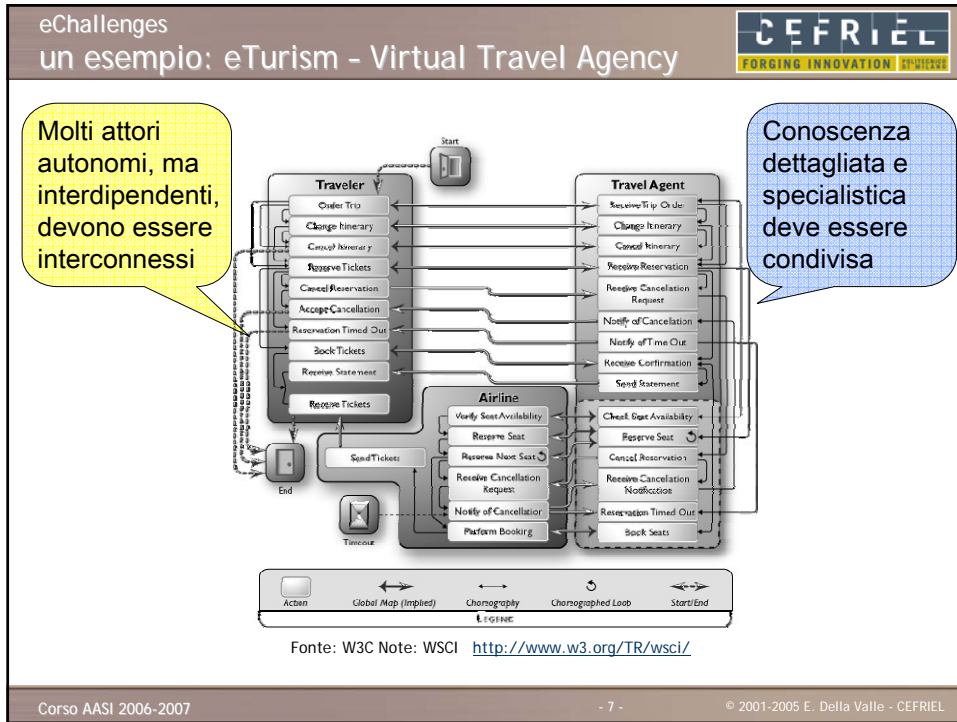 eChallenges
un esempio: eTurism - Virtual Travel Agency
CEFRIEL
FORGING INNOVATION POLITECNICO DI MILANO
Molti attori
autonomi, ma
interdipendenti,
devono essere
interconnessi
Conoscenza
dettagliata e
specialistica
deve essere
condivisa
Start
Traveler
Order Trip
Change Itinerary
Cancel Itinerary
Reserve Tickets
Cancel Reservation
Accept Cancellation
Reservation Timed Out
Book Tickets
Receive Statement
Receive Tickets
Travel Agent
Receive Trip Order
Change Itinerary
Cancel Itinerary
Receive Reservation
Receive Cancelation
Request
Notify of Cancellation
Notify of Time Out
Receive Confirmation
Send Statement
Airline
Verify Seat Availability
Reserve Seat
Reserve Next Seat
Receive Cancellation
Request
Notify of Cancellation
Perform Booking
Check Seat Availability
Reserve Seat
Cancel Reservation
Receive Cancelation
Notification
Reservation Timed Out
Book Seats
Send Tickets
End
Timeout
Action
Global Map (Implied)
Choreography
Choreographed Loop
Start/End
LEGEND
Fonte: W3C Note: WSCI http://www.w3.org/TR/wsci/
Corso AASI 2006-2007
- 7 -
© 2001-2005 E. Della Valle - CEFRIEL